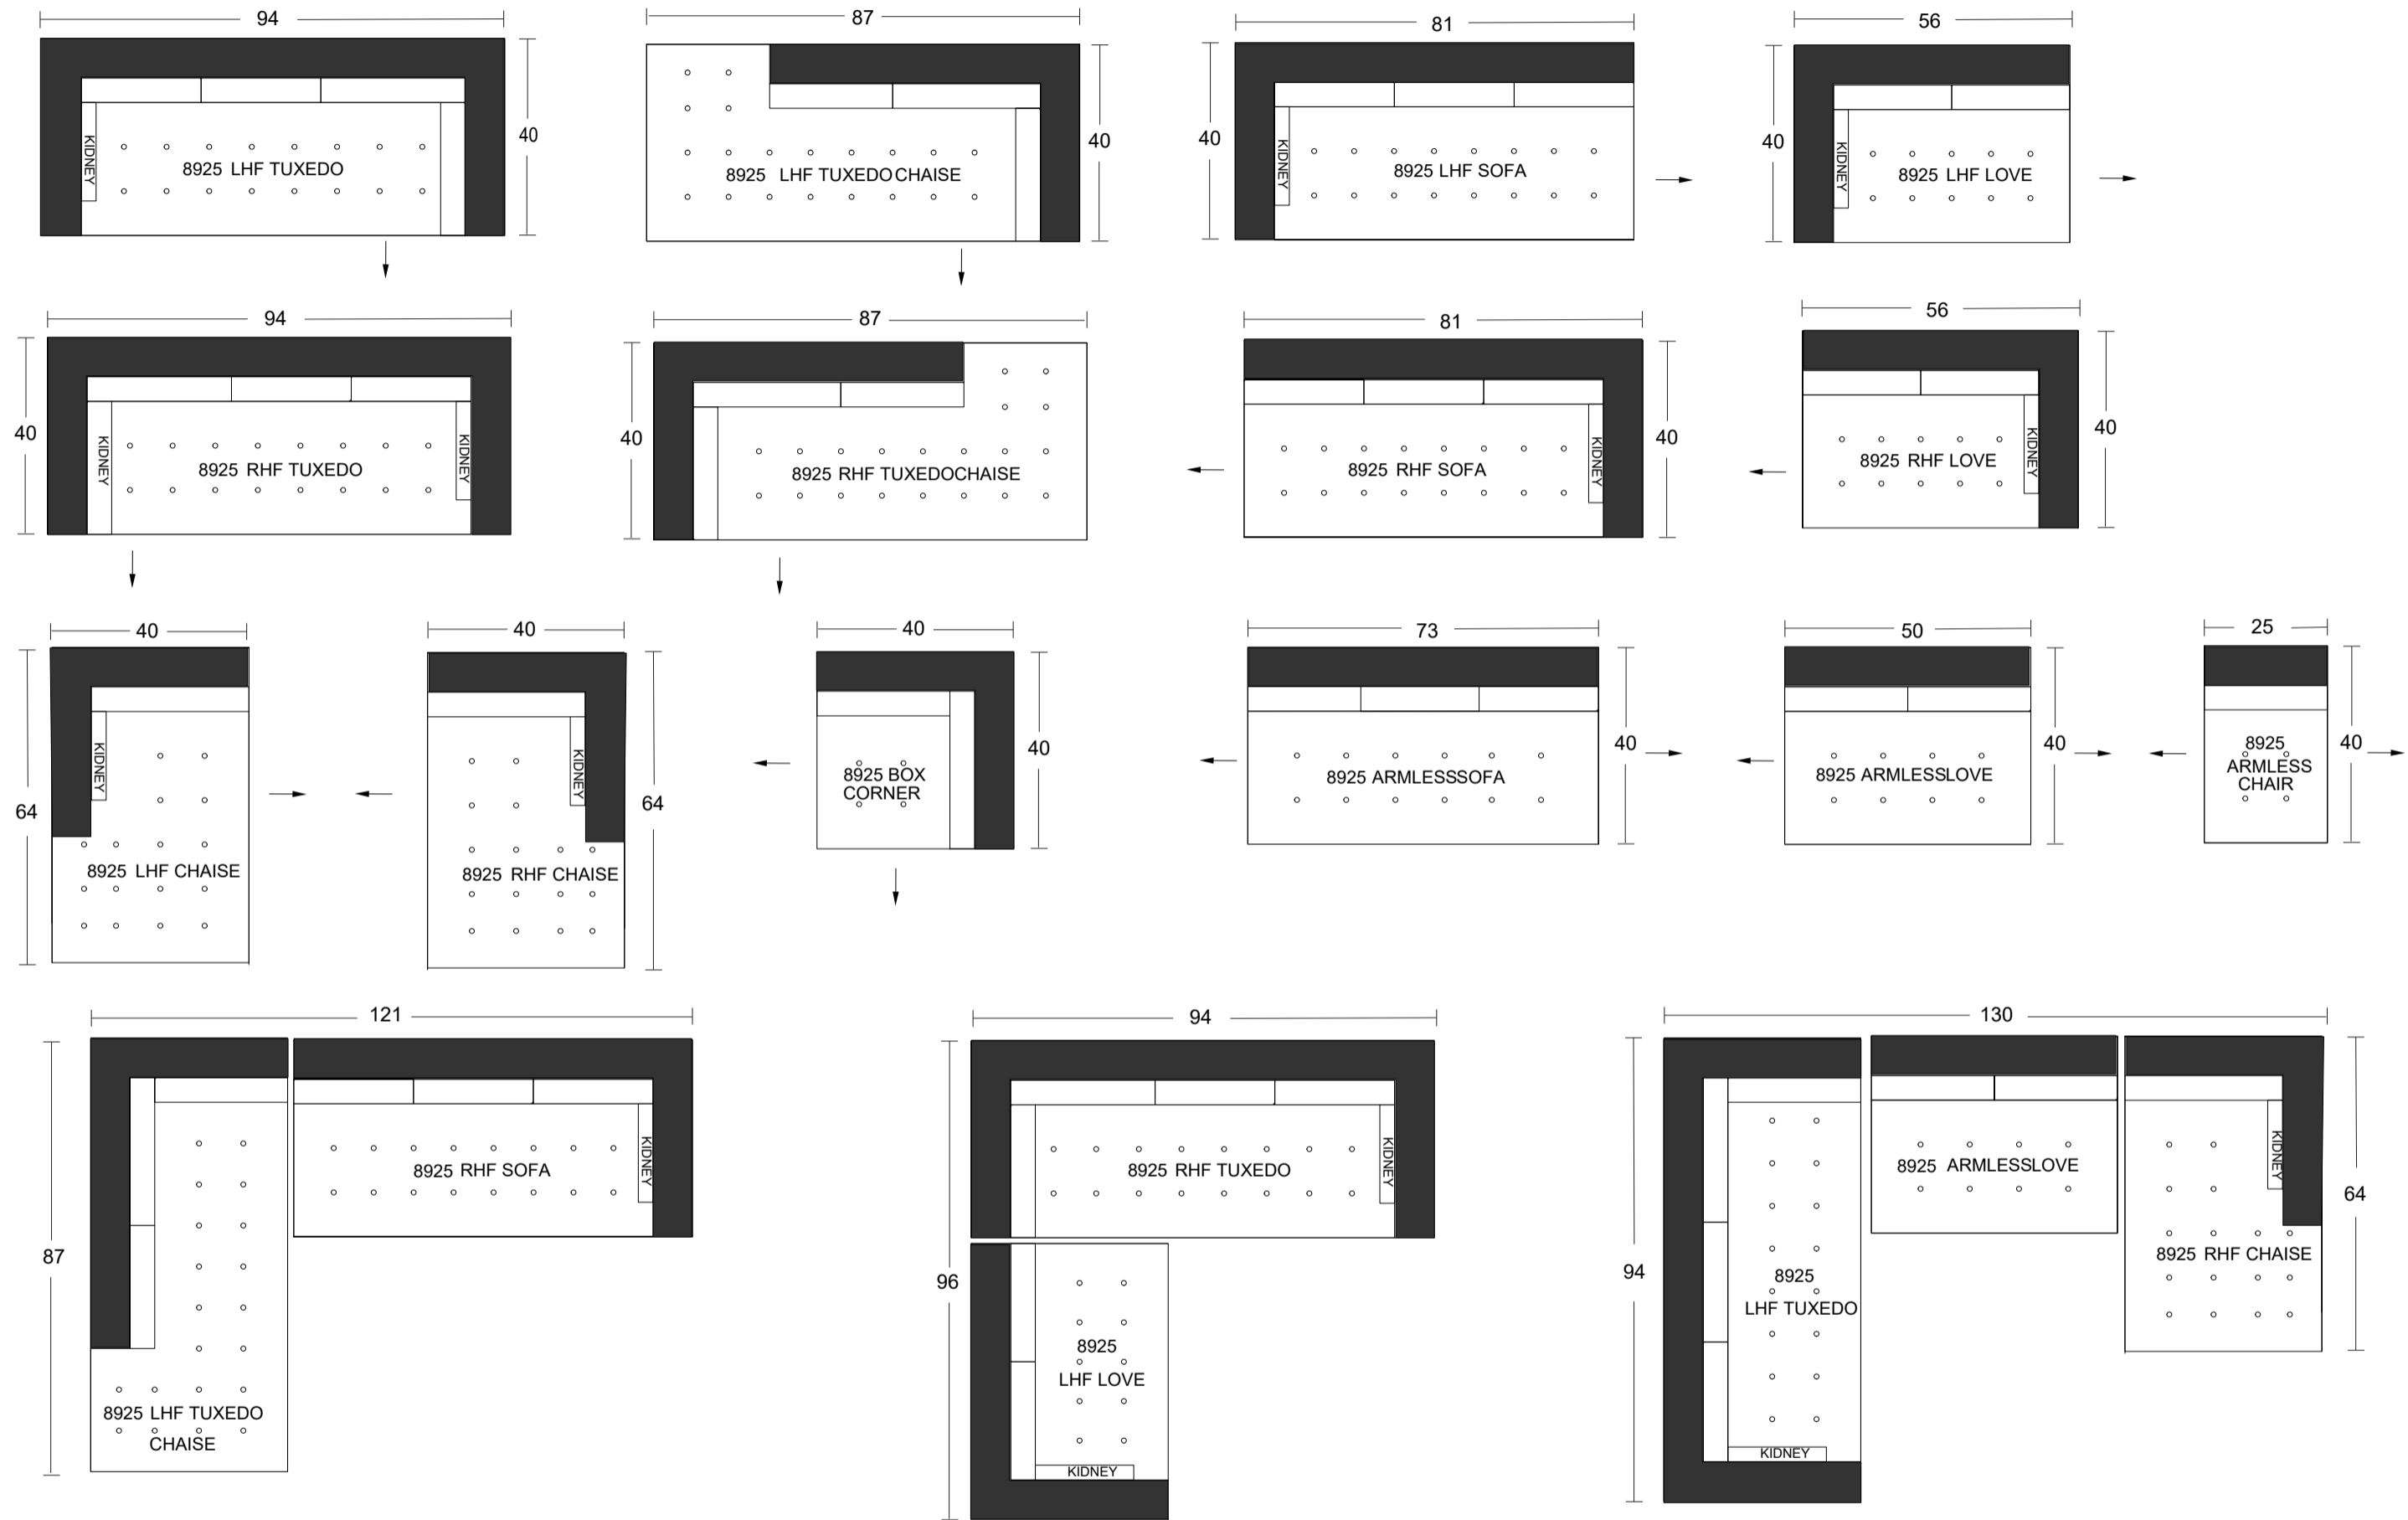 94
87
81
56
40
KIDNEY
8925 LHF TUXEDO
40
8925 LHF TUXEDO CHAISE
40
KIDNEY
8925 LHF SOFA
40
KIDNEY
8925 LHF LOVE
94
87
81
56
40
KIDNEY
8925 RHF TUXEDO
KIDNEY
40
8925 RHF TUXEDOCHAISE
8925 RHF SOFA
KIDNEY
40
8925 RHF LOVE
KIDNEY
40
40
40
40
73
50
25
64
KIDNEY
8925 LHF CHAISE
KIDNEY
8925 RHF CHAISE
64
8925 BOX
CORNER
40
8925 ARMLESSSOFA
40
8925 ARMLESSLOVE
40
8925
ARMLESS
CHAIR
40
121
94
130
87
8925 LHF TUXEDO
CHAISE
8925 RHF SOFA
KIDNEY
96
8925 RHF TUXEDO
KIDNEY
8925
LHF LOVE
KIDNEY
94
8925
LHF TUXEDO
KIDNEY
8925 ARMLESSLOVE
KIDNEY
8925 RHF CHAISE
64